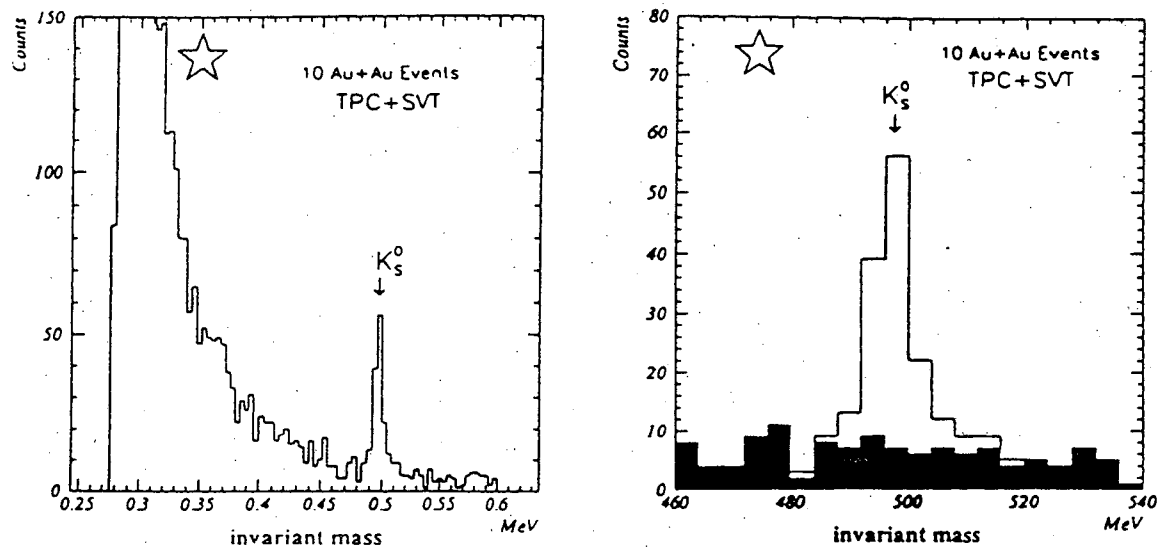 Counts
150
100
50
0
10 Au+Au Events
TPC+SVT
K⁰s
0.25 0.3 0.35 0.4 0.45 0.5 0.55 0.6
MeV
invariant mass
Counts
80
70
60
50
40
30
20
10
0
10 Au+Au Events
TPC+SVT
K⁰s
460 480 500 520 540
MeV
invariant mass